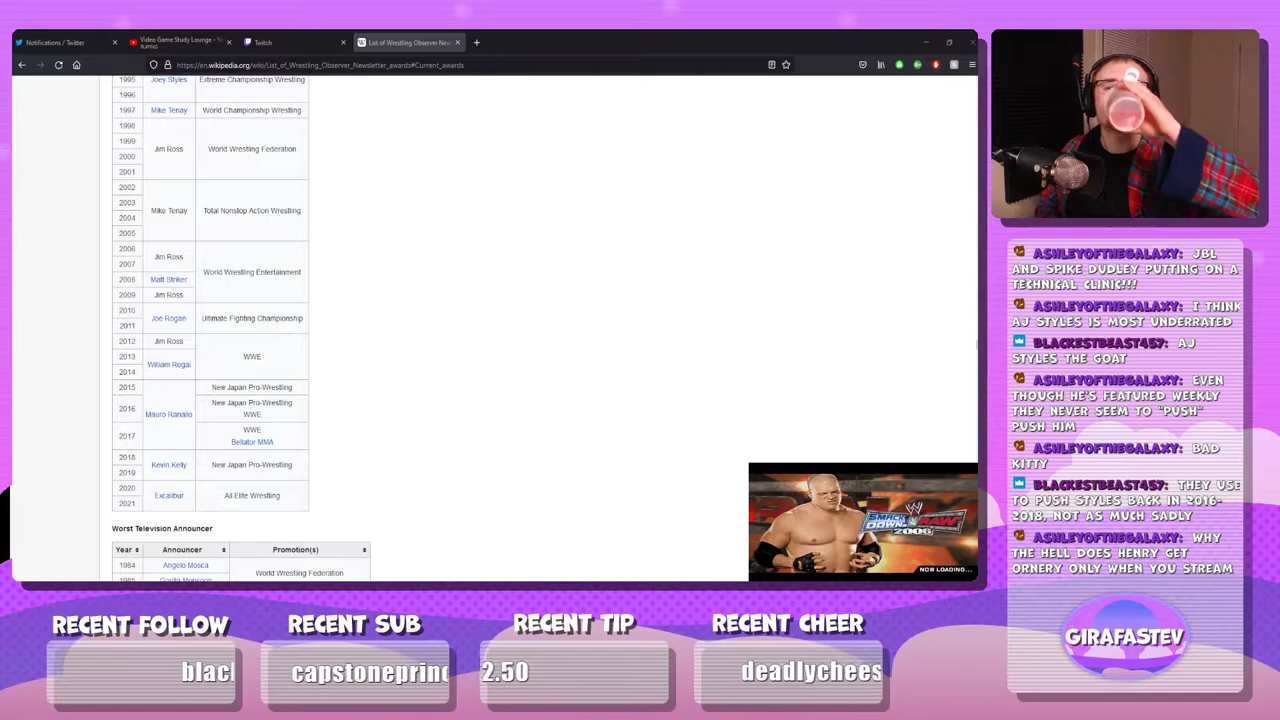 Notifications / Twitter
Video Game Study Lounge
PLAYING
Twitch
List of Wrestling Observer New
https://en.wikipedia.org/wiki/List_of_Wrestling_Observer_Newsletter_awards#Current_awards
1995 Joey Styles Extreme Championship Wrestling
1996
1997 Mike Tenay World Championship Wrestling
1998
1999
Jim Ross World Wrestling Federation
2000
2001
2002
2003
Mike Tenay Total Nonstop Action Wrestling
2004
2005
2006
Jim Ross
2007
World Wrestling Entertainment
2008 Matt Striker
2009 Jim Ross
2010
Joe Rogan Ultimate Fighting Championship
2011
2012 Jim Ross
2013 WWE
William Regal
2014
2015 New Japan Pro-Wrestling
2016 New Japan Pro-Wrestling
WWE
Mauro Ranallo
2017 WWE
Bellator MMA
2018
Kevin Kelly New Japan Pro-Wrestling
2019
2020
Excalibur All Elite Wrestling
2021
Worst Television Announcer
Year Announcer Promotion(s)
1984 Angelo Mosca
World Wrestling Federation
1985 Gorilla Monsoon
SMACK
DOWN RAW
2006
NOW LOADING...
ASHLEYOFTHEGALAXY: JBL
AND SPIKE DUDLEY PUTTING ON A
TECHNICAL CLINIC!!!
ASHLEYOFTHEGALAXY: I THINK
AJ STYLES IS MOST UNDERRATED
BLACKESTBEAST457: AJ
STYLES THE GOAT
ASHLEYOFTHEGALAXY: EVEN
THOUGH HE'S FEATURED WEEKLY
THEY NEVER SEEM TO "PUSH"
PUSH HIM
ASHLEYOFTHEGALAXY: BAD
KITTY
BLACKESTBEAST457: THEY USE
TO PUSH STYLES BACK IN 2016-
2018, NOT AS MUCH SADLY
ASHLEYOFTHEGALAXY: WHY
THE HELL DOES HENRY GET
ORNERY ONLY WHEN YOU STREAM
GIRAFASTEV
RECENT FOLLOW
RECENT SUB
RECENT TIP
RECENT CHEER
blac
capstoneprin
2.50
deadlychees